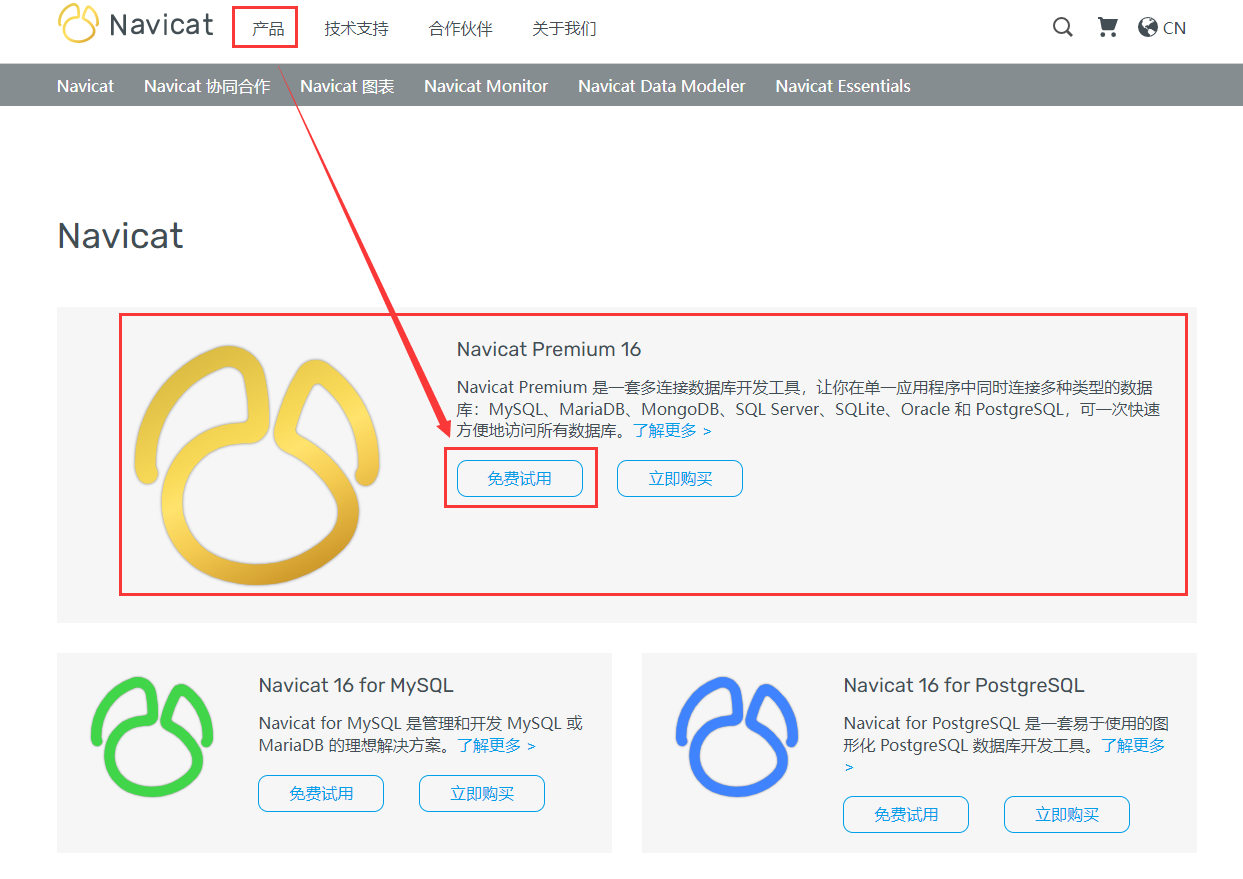 Navicat 产品 技术支持 合作伙伴 关于我们 CN
Navicat Navicat 协同合作 Navicat 图表 Navicat Monitor Navicat Data Modeler Navicat Essentials
Navicat
Navicat Premium 16
Navicat Premium 是一套多连接数据库开发工具，让你在单一应用程序中同时连接多种类型的数据
库：MySQL、MariaDB、MongoDB、SQL Server、SQLite、Oracle 和 PostgreSQL，可一次快速
方便地访问所有数据库。了解更多 >
免费试用 立即购买
Navicat 16 for MySQL
Navicat for MySQL 是管理和开发 MySQL 或
MariaDB 的理想解决方案。了解更多 >
免费试用 立即购买
Navicat 16 for PostgreSQL
Navicat for PostgreSQL 是一套易于使用的图
形化 PostgreSQL 数据库开发工具。了解更多
>
免费试用 立即购买